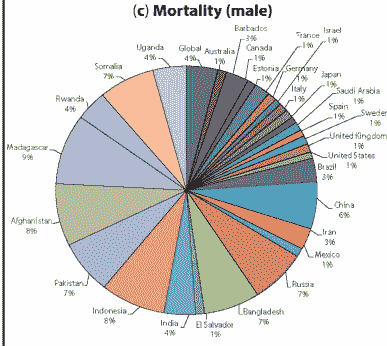 (c) Mortality (male)
Global
4%
Australia
1%
Barbados
3%
Canada
1%
Estonia
1%
France
1%
Germany
1%
Israel
1%
Italy
1%
Japan
1%
Saudi Arabia
1%
Spain
1%
Sweden
1%
United Kingdom
1%
United States
1%
Brazil
3%
China
6%
Iran
3%
Mexico
1%
Russia
7%
Bangladesh
7%
El Salvador
1%
India
4%
Indonesia
8%
Pakistan
7%
Afghanistan
8%
Madagascar
9%
Rwanda
4%
Somalia
7%
Uganda
4%